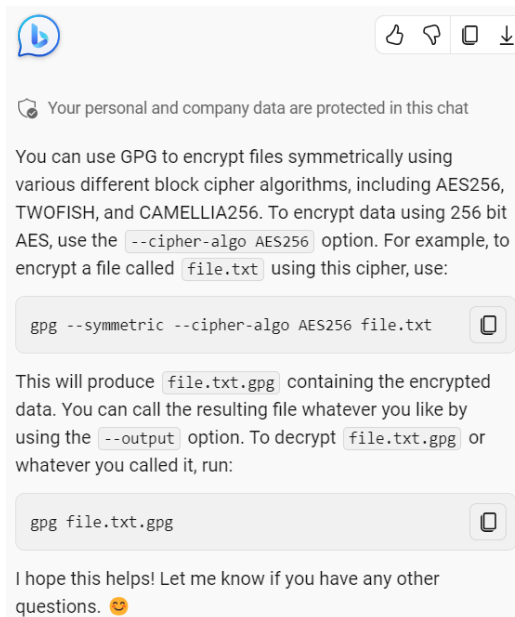 Your personal and company data are protected in this chat
You can use GPG to encrypt files symmetrically using
various different block cipher algorithms, including AES256,
TWOFISH, and CAMELLIA256. To encrypt data using 256 bit
AES, use the --cipher-algo AES256 option. For example, to
encrypt a file called file.txt using this cipher, use:
gpg --symmetric --cipher-algo AES256 file.txt
This will produce file.txt.gpg containing the encrypted
data. You can call the resulting file whatever you like by
using the --output option. To decrypt file.txt.gpg or
whatever you called it, run:
gpg file.txt.gpg
I hope this helps! Let me know if you have any other
questions. 😊